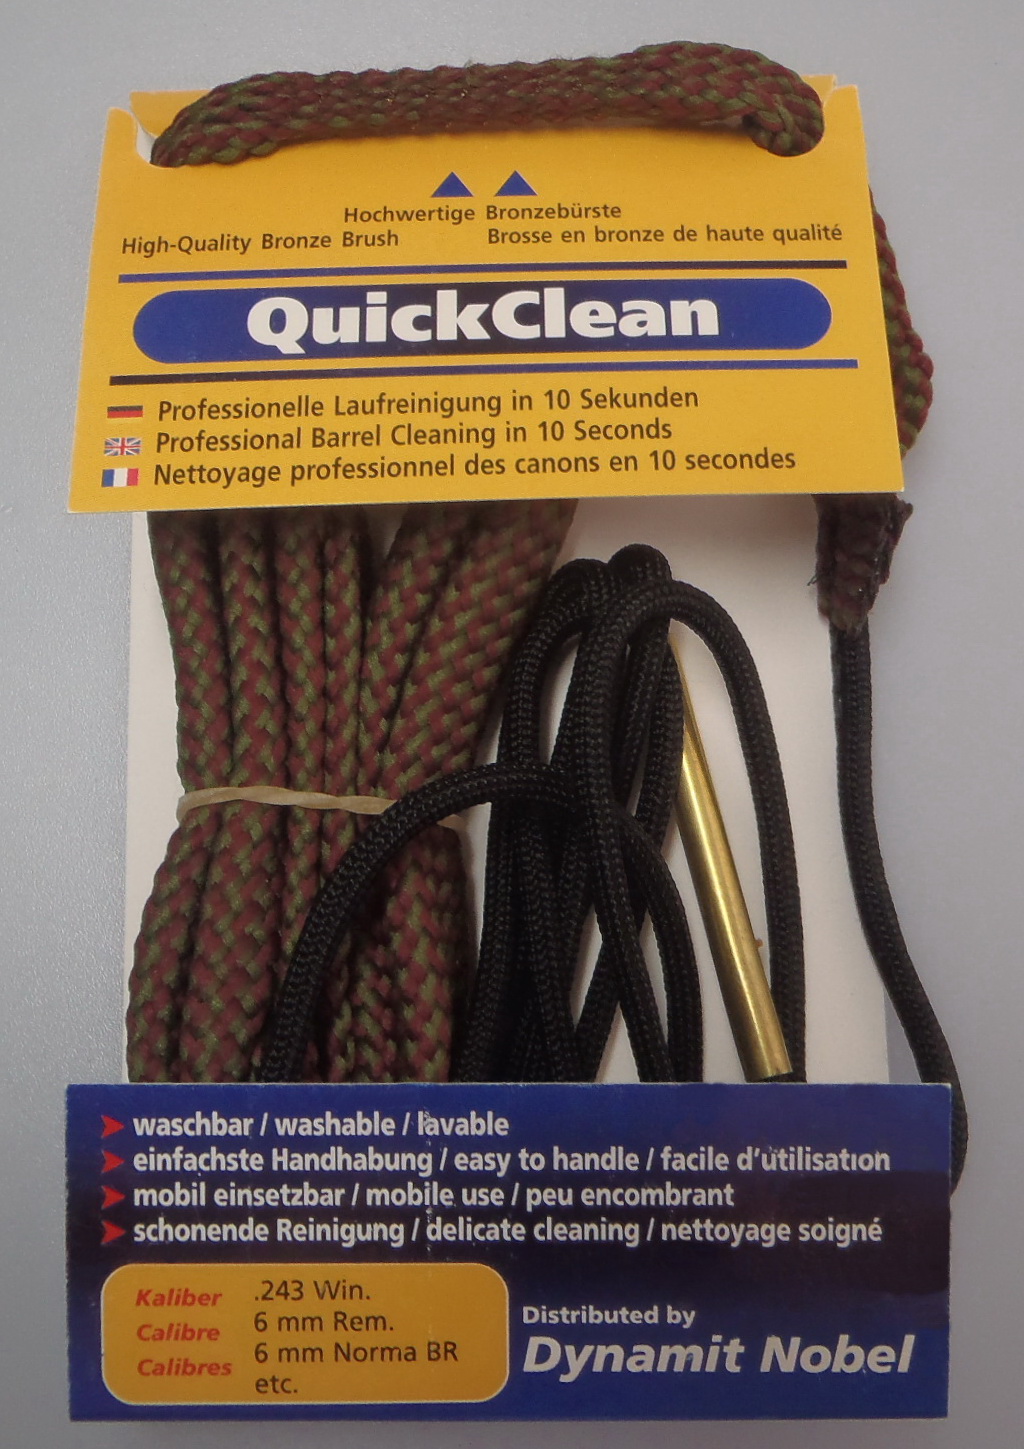 Hochwertige Bronzebürste
High-Quality Bronze Brush Brosse en bronze de haute qualité
QuickClean
Professionelle Laufreinigung in 10 Sekunden
Professional Barrel Cleaning in 10 Seconds
Nettoyage professionnel des canons en 10 secondes
waschbar / washable / lavable
einfachste Handhabung / easy to handle / facile d'utilisation
mobil einsetzbar / mobile use / peu encombrant
schonende Reinigung / delicate cleaning / nettoyage soigné
Kaliber .243 Win.
Calibre 6 mm Rem.
Calibres 6 mm Norma BR
etc.
Distributed by
Dynamit Nobel